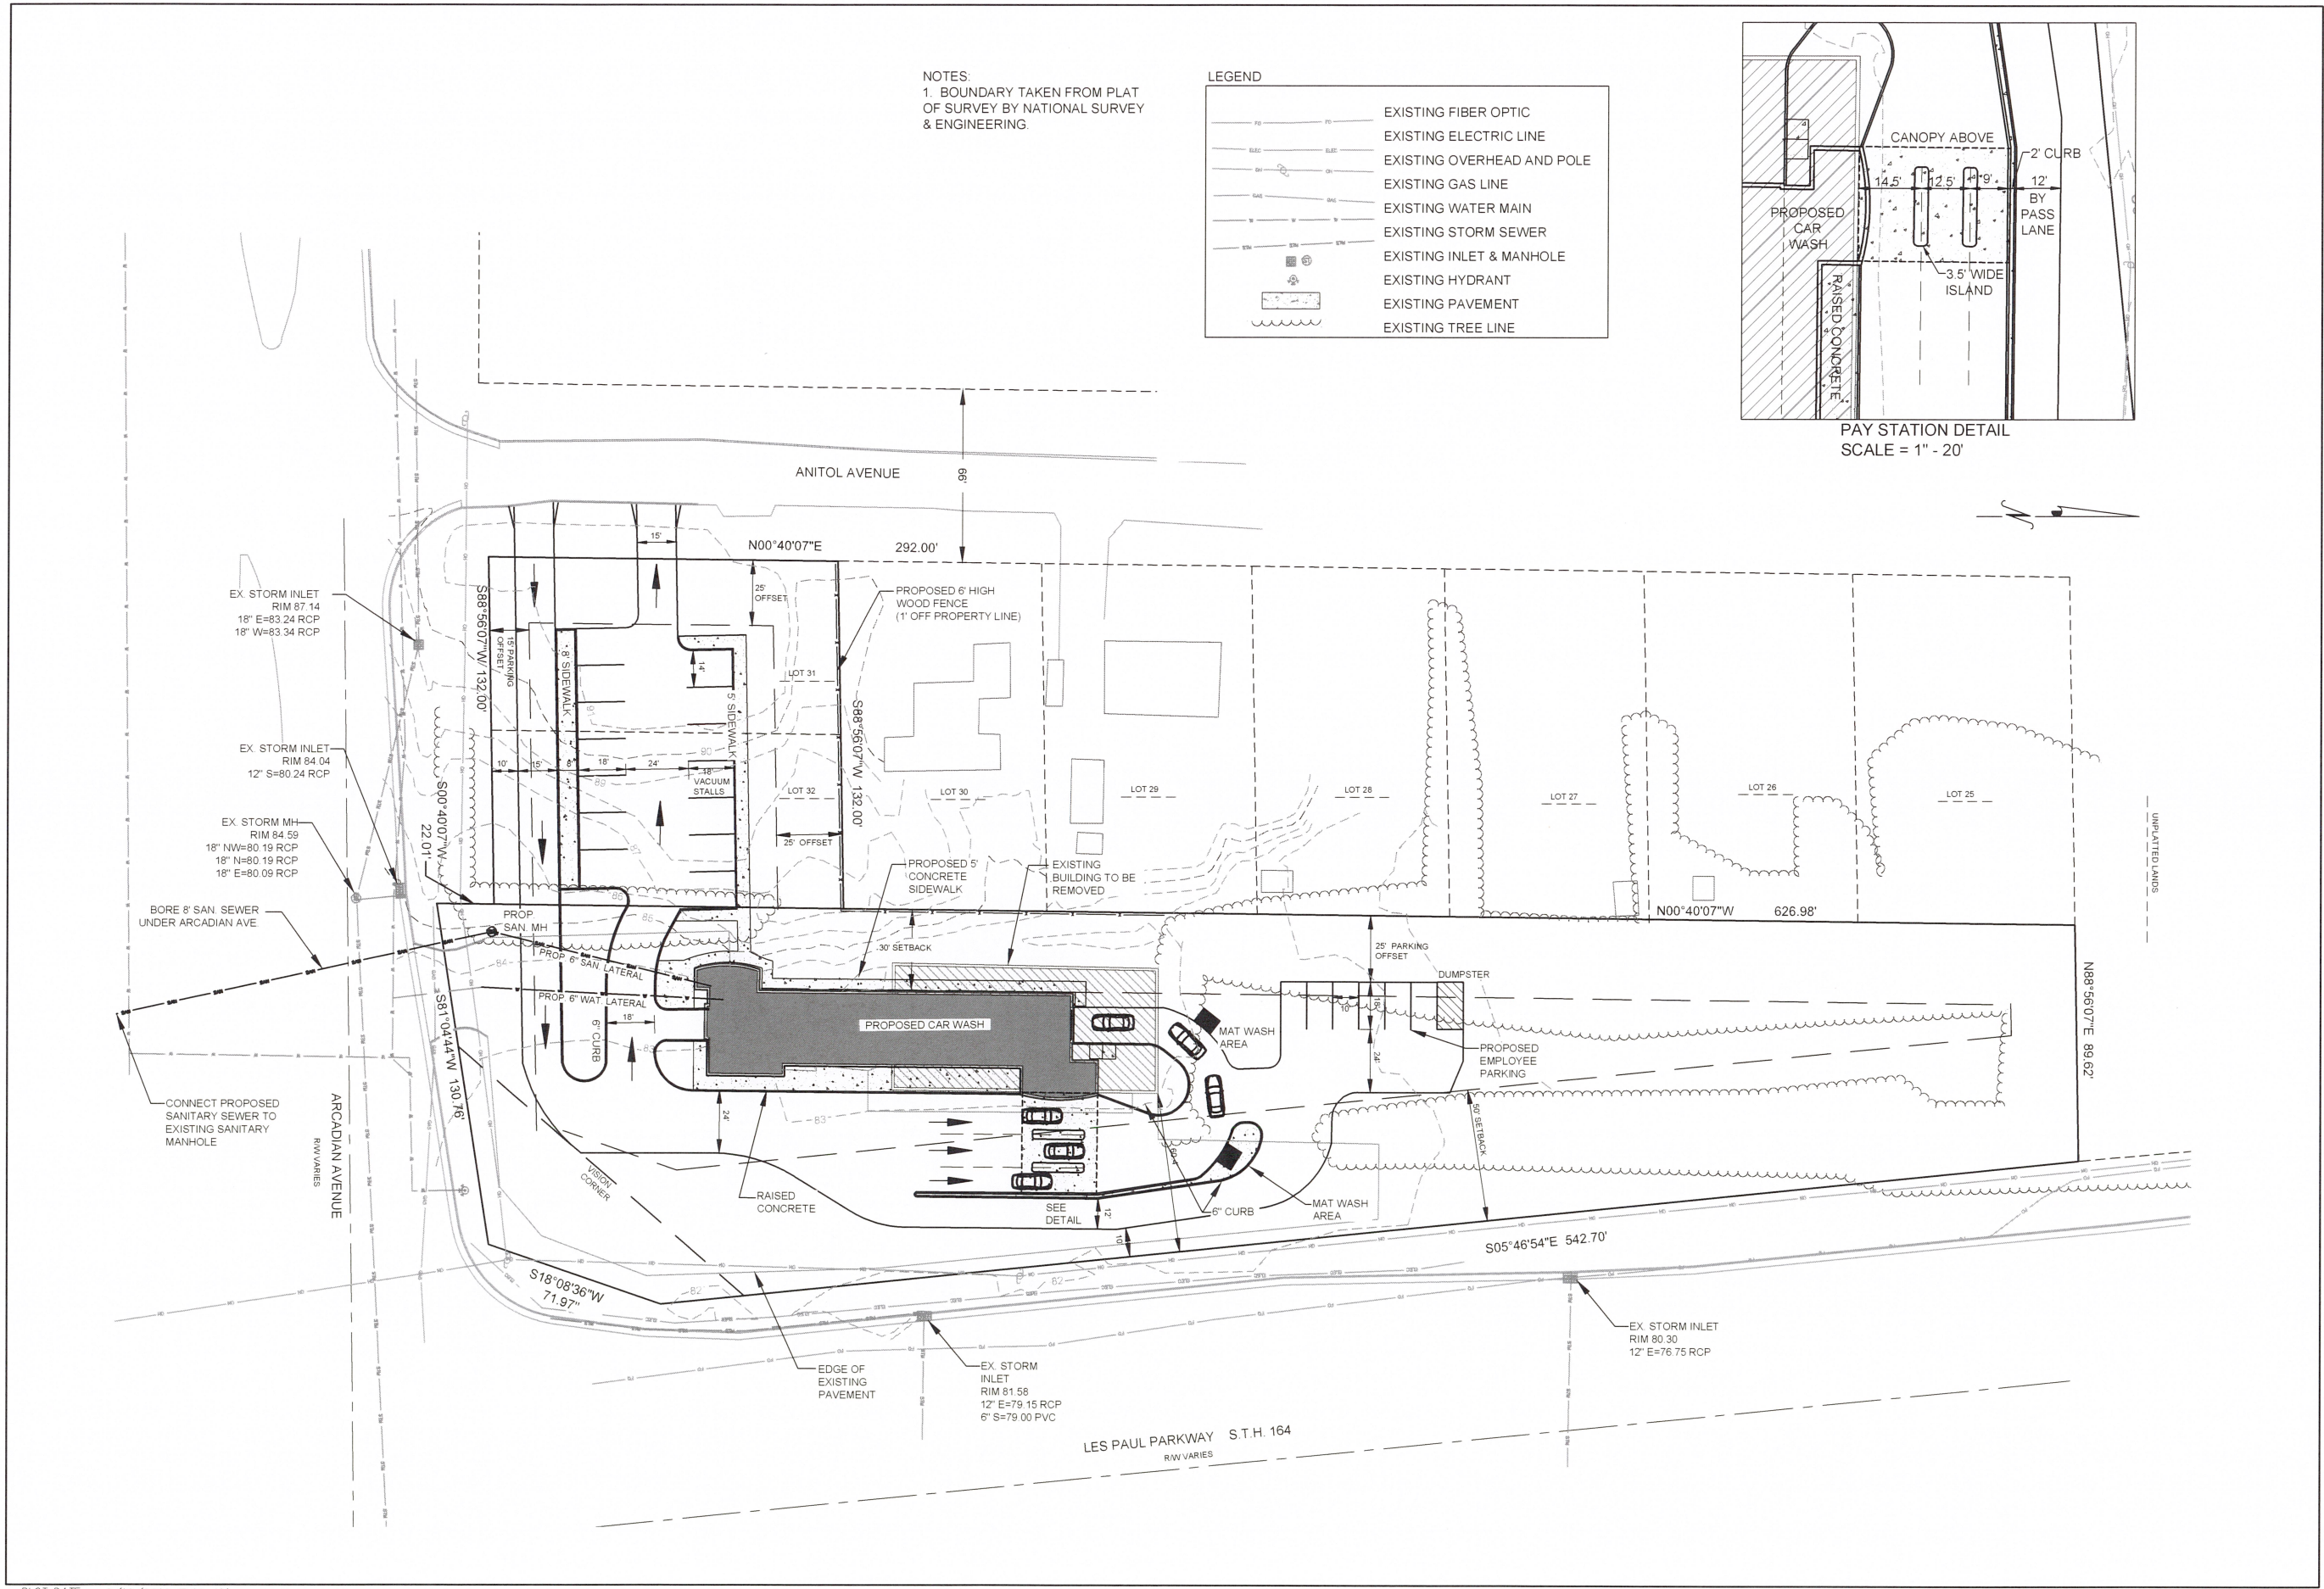 NOTES:
1. BOUNDARY TAKEN FROM PLAT
OF SURVEY BY NATIONAL SURVEY
& ENGINEERING.
LEGEND
EXISTING FIBER OPTIC
EXISTING ELECTRIC LINE
EXISTING OVERHEAD AND POLE
EXISTING GAS LINE
EXISTING WATER MAIN
EXISTING STORM SEWER
EXISTING INLET & MANHOLE
EXISTING HYDRANT
EXISTING PAVEMENT
EXISTING TREE LINE
CANOPY ABOVE
2' CURB
14.5'
12.5'
9'
12'
BY
PASS
LANE
PROPOSED
CAR
WASH
3.5' WIDE
ISLAND
RAISED CONCRETE
PAY STATION DETAIL
SCALE = 1" - 20'
ANITOL AVENUE
66'
15'
N00°40'07"E
292.00'
25'
OFFSET
PROPOSED 6' HIGH
WOOD FENCE
(1' OFF PROPERTY LINE)
EX. STORM INLET
RIM 87.14
18" E=83.24 RCP
18" W=83.34 RCP
S88°56'07"W 132.00'
15' PARKING
OFFSET
8' SIDEWALK
14'
5' SIDEWALK
LOT 31
S88°56'07"W 132.00'
91
90
89
87
EX. STORM INLET
RIM 84.04
12" S=80.24 RCP
10'
15'
8'
18'
24'
18'
VACUUM
STALLS
LOT 32
LOT 30
LOT 29
LOT 28
LOT 27
LOT 26
LOT 25
UNPLATTED LANDS
S00°40'07"W
22.01'
25' OFFSET
EX. STORM MH
RIM 84.59
18" NW=80.19 RCP
18" N=80.19 RCP
18" E=80.09 RCP
PROPOSED 5'
CONCRETE
SIDEWALK
EXISTING
BUILDING TO BE
REMOVED
BORE 8' SAN. SEWER
UNDER ARCADIAN AVE.
PROP.
SAN. MH
86
85
84
N00°40'07"W
626.98'
30' SETBACK
25' PARKING
OFFSET
PROP. 6" SAN. LATERAL
PROP. 6" WAT. LATERAL
DUMPSTER
N88°56'07"E 89.62'
S81°04'44"W 130.76'
6" CURB
18'
83
PROPOSED CAR WASH
MAT WASH
AREA
10'
18'
24'
PROPOSED
EMPLOYEE
PARKING
CONNECT PROPOSED
SANITARY SEWER TO
EXISTING SANITARY
MANHOLE
ARCADIAN AVENUE
R/W VARIES
24'
83
50' SETBACK
VISION
CORNER
RAISED
CONCRETE
SEE
DETAIL
12'
10'
6" CURB
MAT WASH
AREA
S05°46'54"E 542.70'
S18°08'36"W
71.97"
82
82
EDGE OF
EXISTING
PAVEMENT
EX. STORM
INLET
RIM 81.58
12" E=79.15 RCP
6" S=79.00 PVC
EX. STORM INLET
RIM 80.30
12" E=76.75 RCP
LES PAUL PARKWAY S.T.H. 164
R/W VARIES